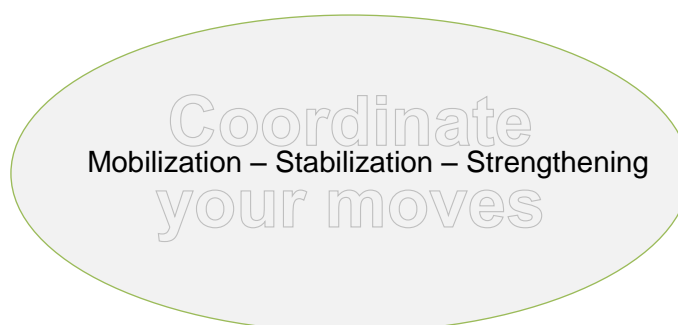 Coordinate
Mobilization – Stabilization – Strengthening
your moves